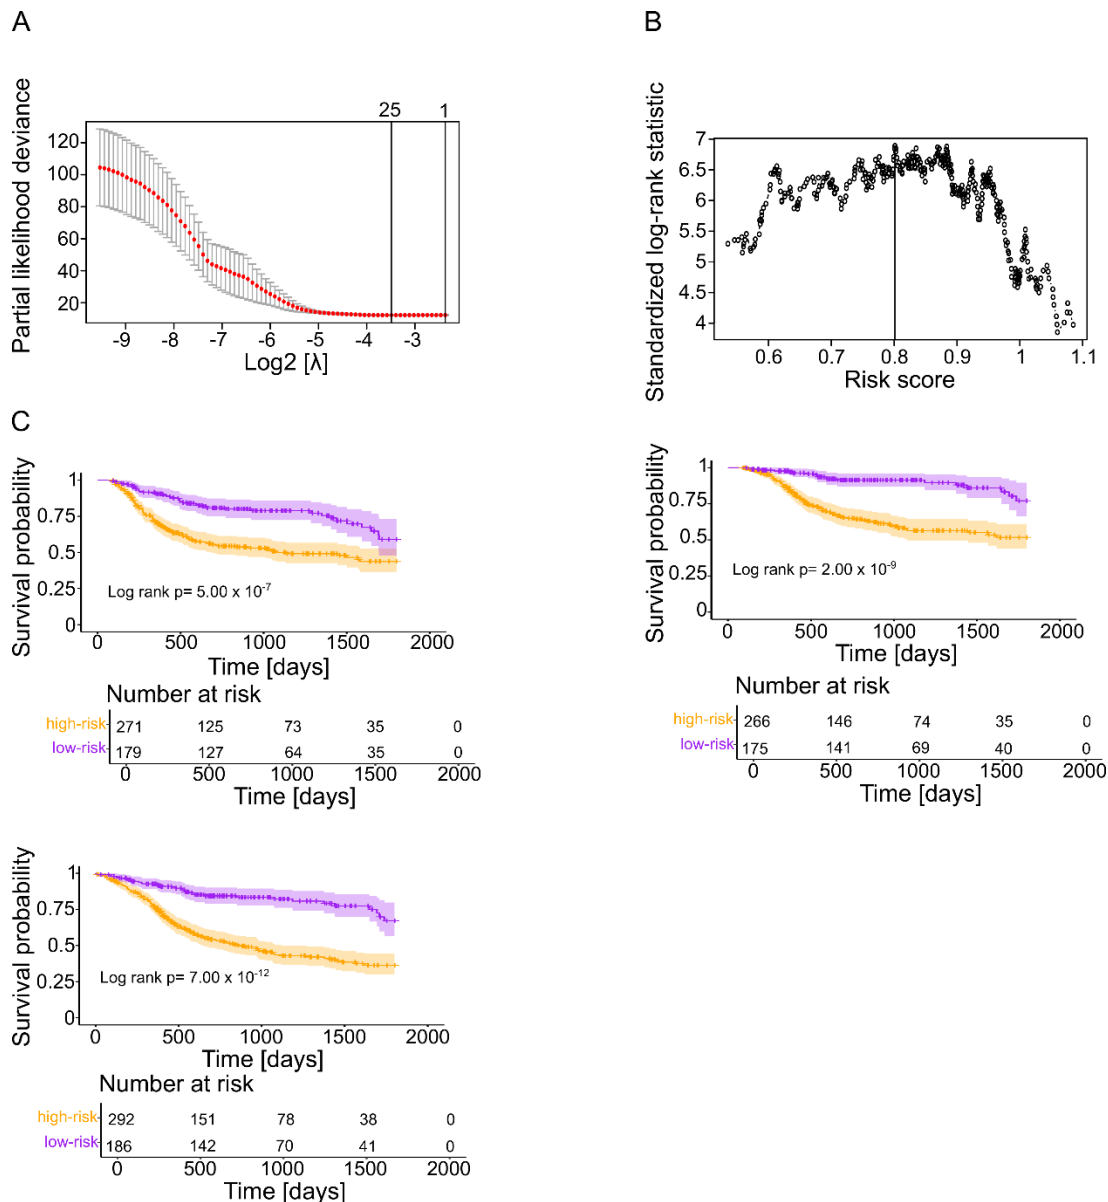 A
Partial likelihood deviance
25 1
120
100
80
60
40
20
-9 -8 -7 -6 -5 -4 -3
Log2 [λ]
B
Standardized log-rank statistic
7
6.5
6
5.5
5
4.5
4
0.6 0.7 0.8 0.9 1 1.1
Risk score
C
Survival probability
1
0.75
0.5
0.25
0
Log rank p= 5.00 x 10⁻⁷
0 500 1000 1500 2000
Time [days]
Number at risk
high-risk 271 125 73 35 0
low-risk 179 127 64 35 0
0 500 1000 1500 2000
Time [days]
Survival probability
1
0.75
0.5
0.25
0
Log rank p= 2.00 x 10⁻⁹
0 500 1000 1500 2000
Time [days]
Number at risk
high-risk 266 146 74 35 0
low-risk 175 141 69 40 0
0 500 1000 1500 2000
Time [days]
Survival probability
1
0.75
0.5
0.25
0
Log rank p= 7.00 x 10⁻¹²
0 500 1000 1500 2000
Time [days]
Number at risk
high-risk 292 151 78 38 0
low-risk 186 142 70 41 0
0 500 1000 1500 2000
Time [days]